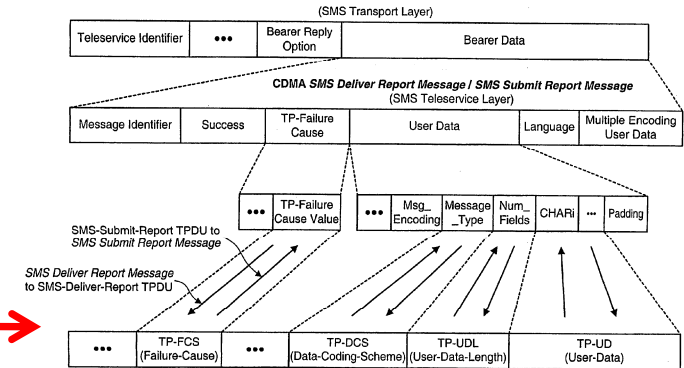 (SMS Transport Layer)
Teleservice Identifier ••• Bearer Reply Option Bearer Data
CDMA SMS Deliver Report Message / SMS Submit Report Message
(SMS Teleservice Layer)
Message Identifier Success TP-Failure Cause User Data Language Multiple Encoding User Data
••• TP-Failure Cause Value ••• Msg_ Encoding Message _Type Num_ Fields CHARi ••• Padding
SMS-Submit-Report TPDU to
SMS Submit Report Message
SMS Deliver Report Message
to SMS-Deliver-Report TPDU
••• TP-FCS (Failure-Cause) ••• TP-DCS (Data-Coding-Scheme) TP-UDL (User-Data-Length) TP-UD (User-Data)